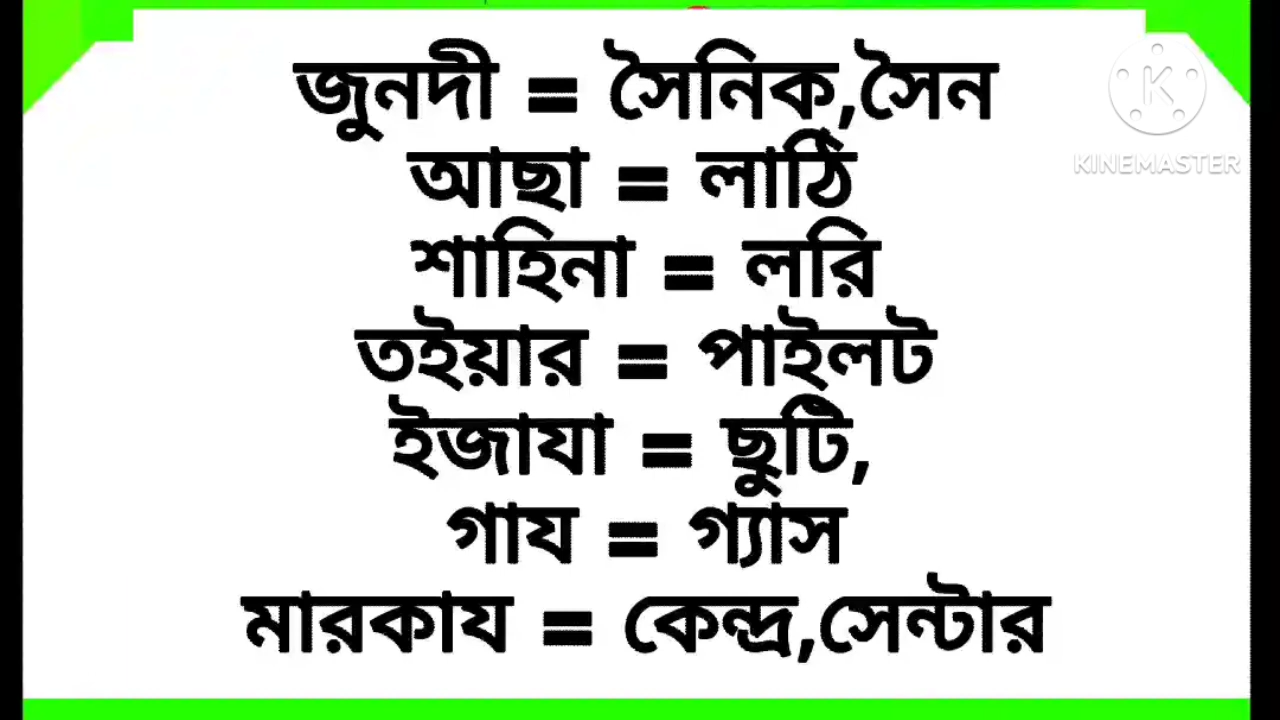 জুনদী = সৈনিক,সৈন
আছা = লাঠি
শাহিনা = লরি
তইয়ার = পাইলট
ইজাযা = ছুটি,
গায = গ্যাস
মারকায = কেন্দ্র,সেন্টার
K
KINEMASTER